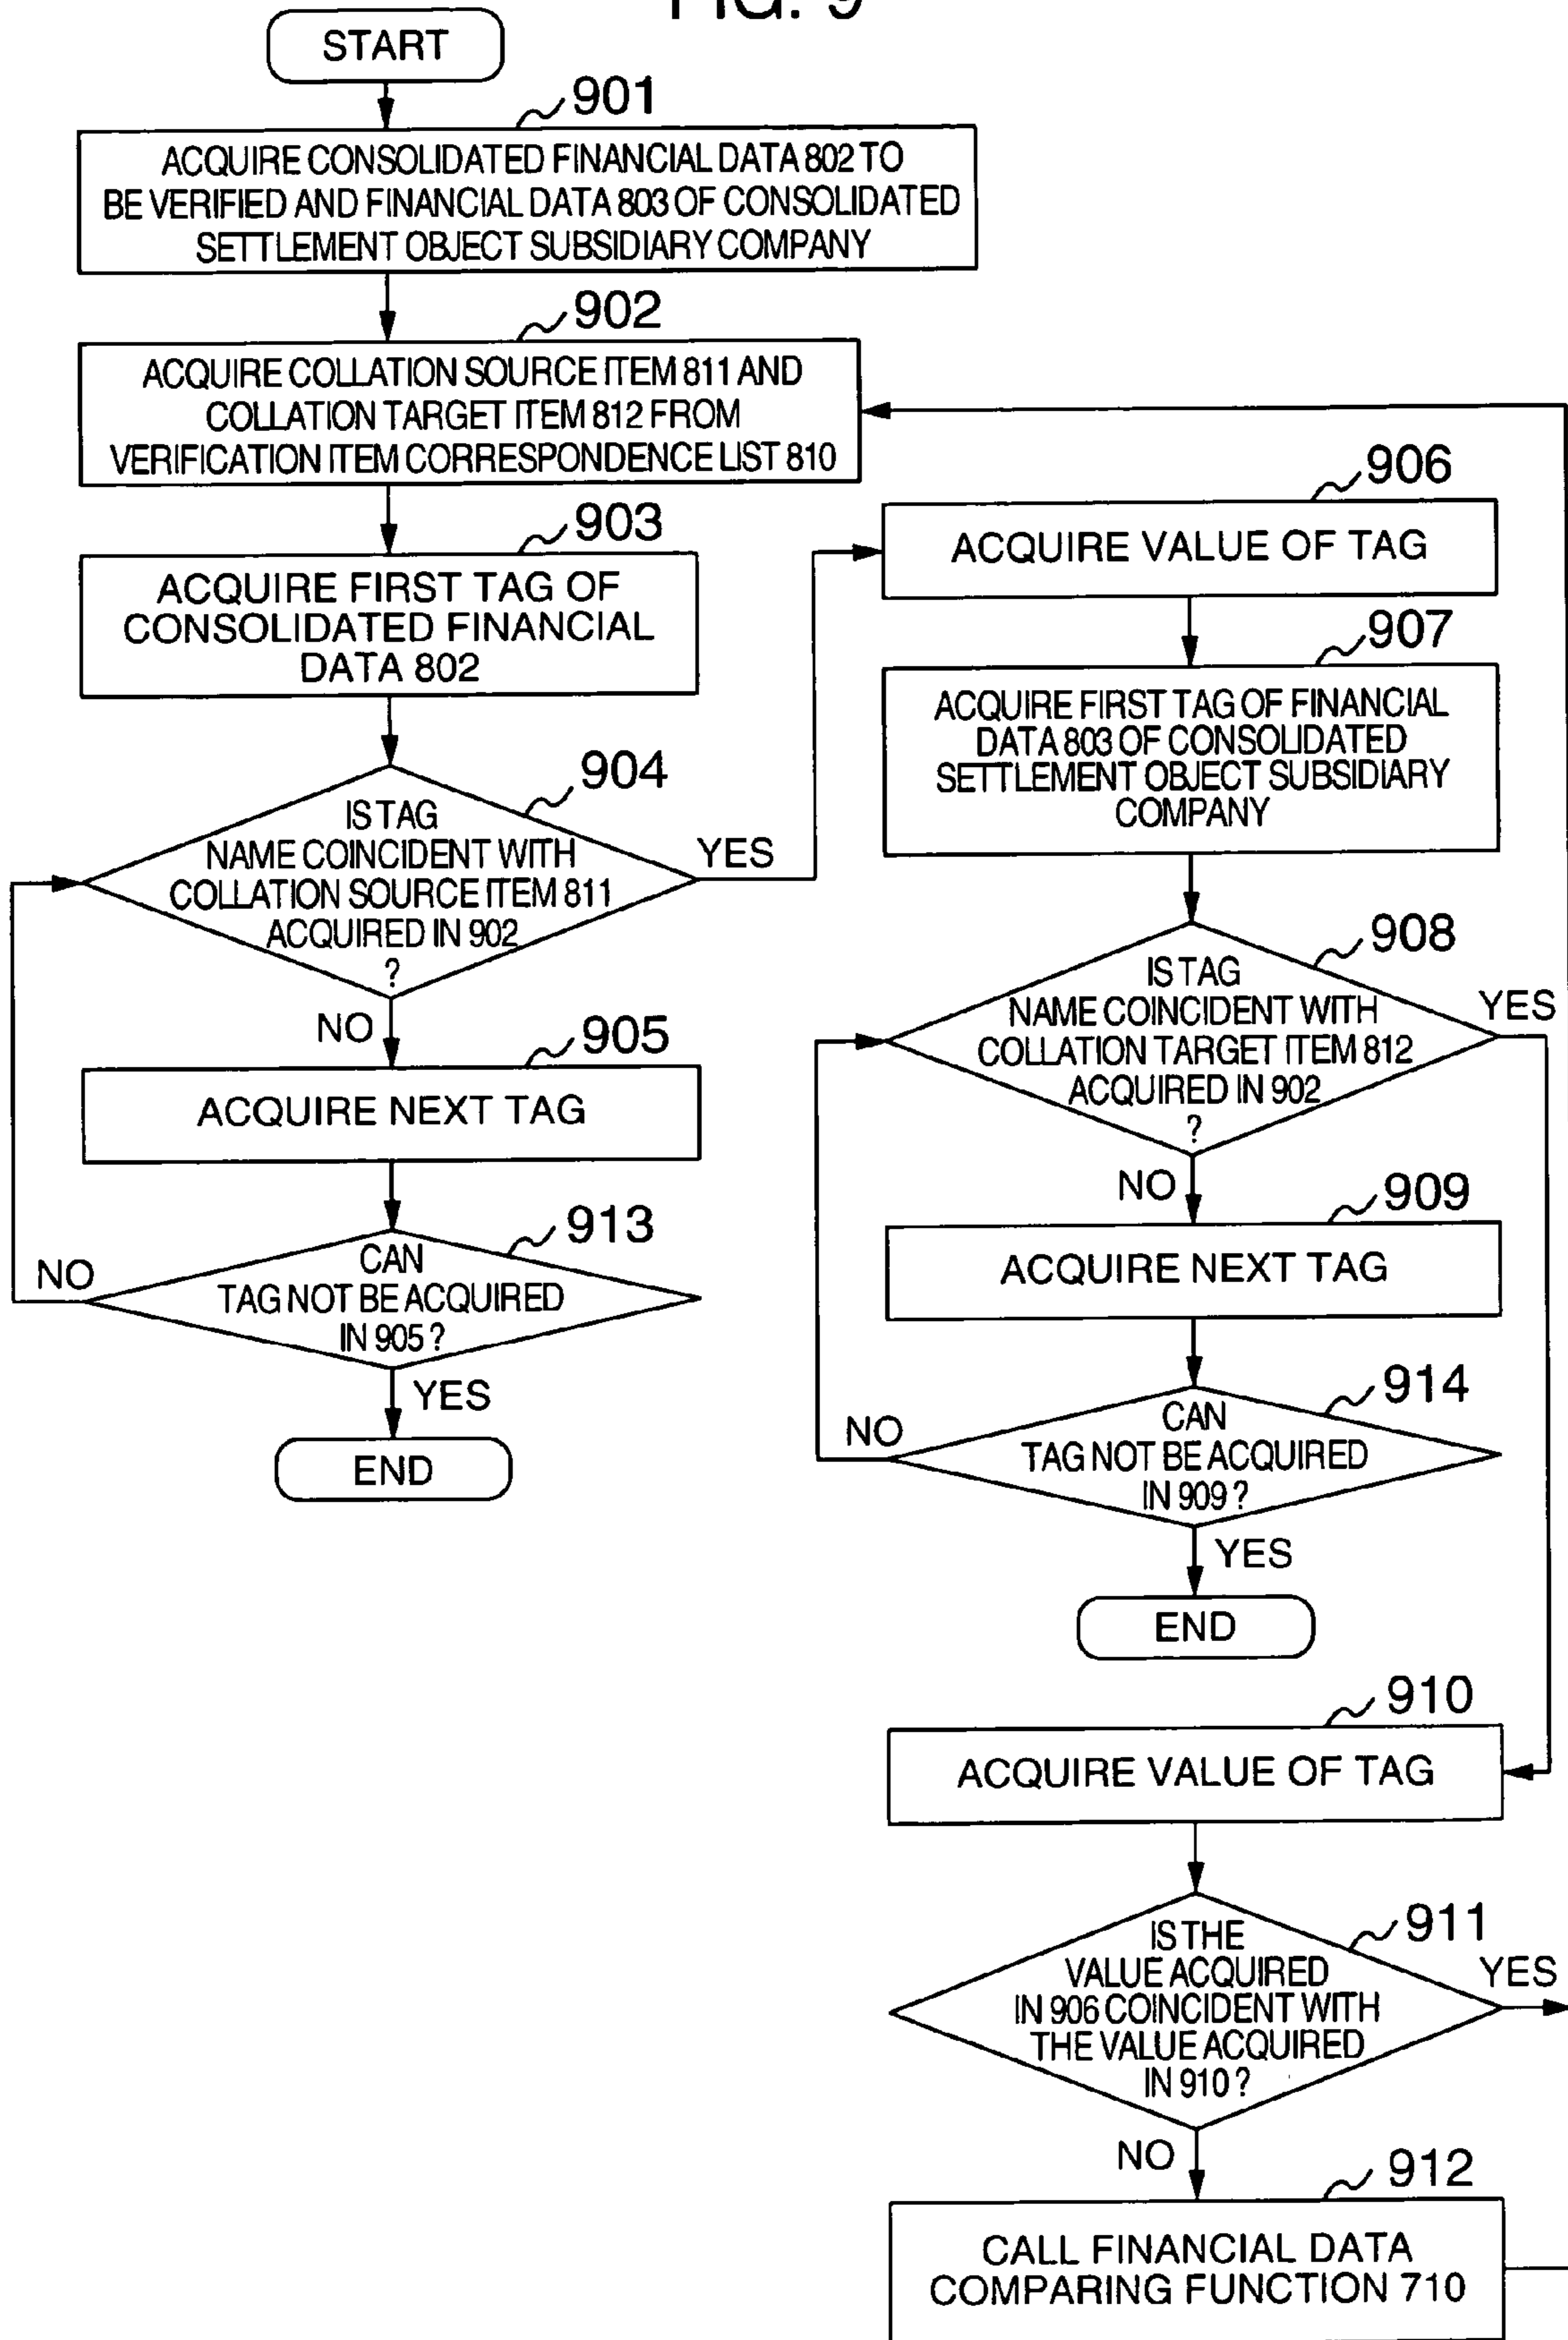 FIG. 9
START
901
ACQUIRE CONSOLIDATED FINANCIAL DATA 802 TO
BE VERIFIED AND FINANCIAL DATA 803 OF CONSOLIDATED
SETTLEMENT OBJECT SUBSIDIARY COMPANY
902
ACQUIRE COLLATION SOURCE ITEM 811 AND
COLLATION TARGET ITEM 812 FROM
VERIFICATION ITEM CORRESPONDENCE LIST 810
903
ACQUIRE FIRST TAG OF
CONSOLIDATED FINANCIAL
DATA 802
904
IS TAG
NAME COINCIDENT WITH
COLLATION SOURCE ITEM 811
ACQUIRED IN 902
?
YES
NO
905
ACQUIRE NEXT TAG
913
CAN
TAG NOT BE ACQUIRED
IN 905 ?
NO
YES
END
906
ACQUIRE VALUE OF TAG
907
ACQUIRE FIRST TAG OF FINANCIAL
DATA 803 OF CONSOLIDATED
SETTLEMENT OBJECT SUBSIDIARY
COMPANY
908
IS TAG
NAME COINCIDENT WITH
COLLATION TARGET ITEM 812
ACQUIRED IN 902
?
YES
NO
909
ACQUIRE NEXT TAG
914
CAN
TAG NOT BE ACQUIRED
IN 909 ?
NO
YES
END
910
ACQUIRE VALUE OF TAG
911
IS THE
VALUE ACQUIRED
IN 906 COINCIDENT WITH
THE VALUE ACQUIRED
IN 910 ?
YES
NO
912
CALL FINANCIAL DATA
COMPARING FUNCTION 710